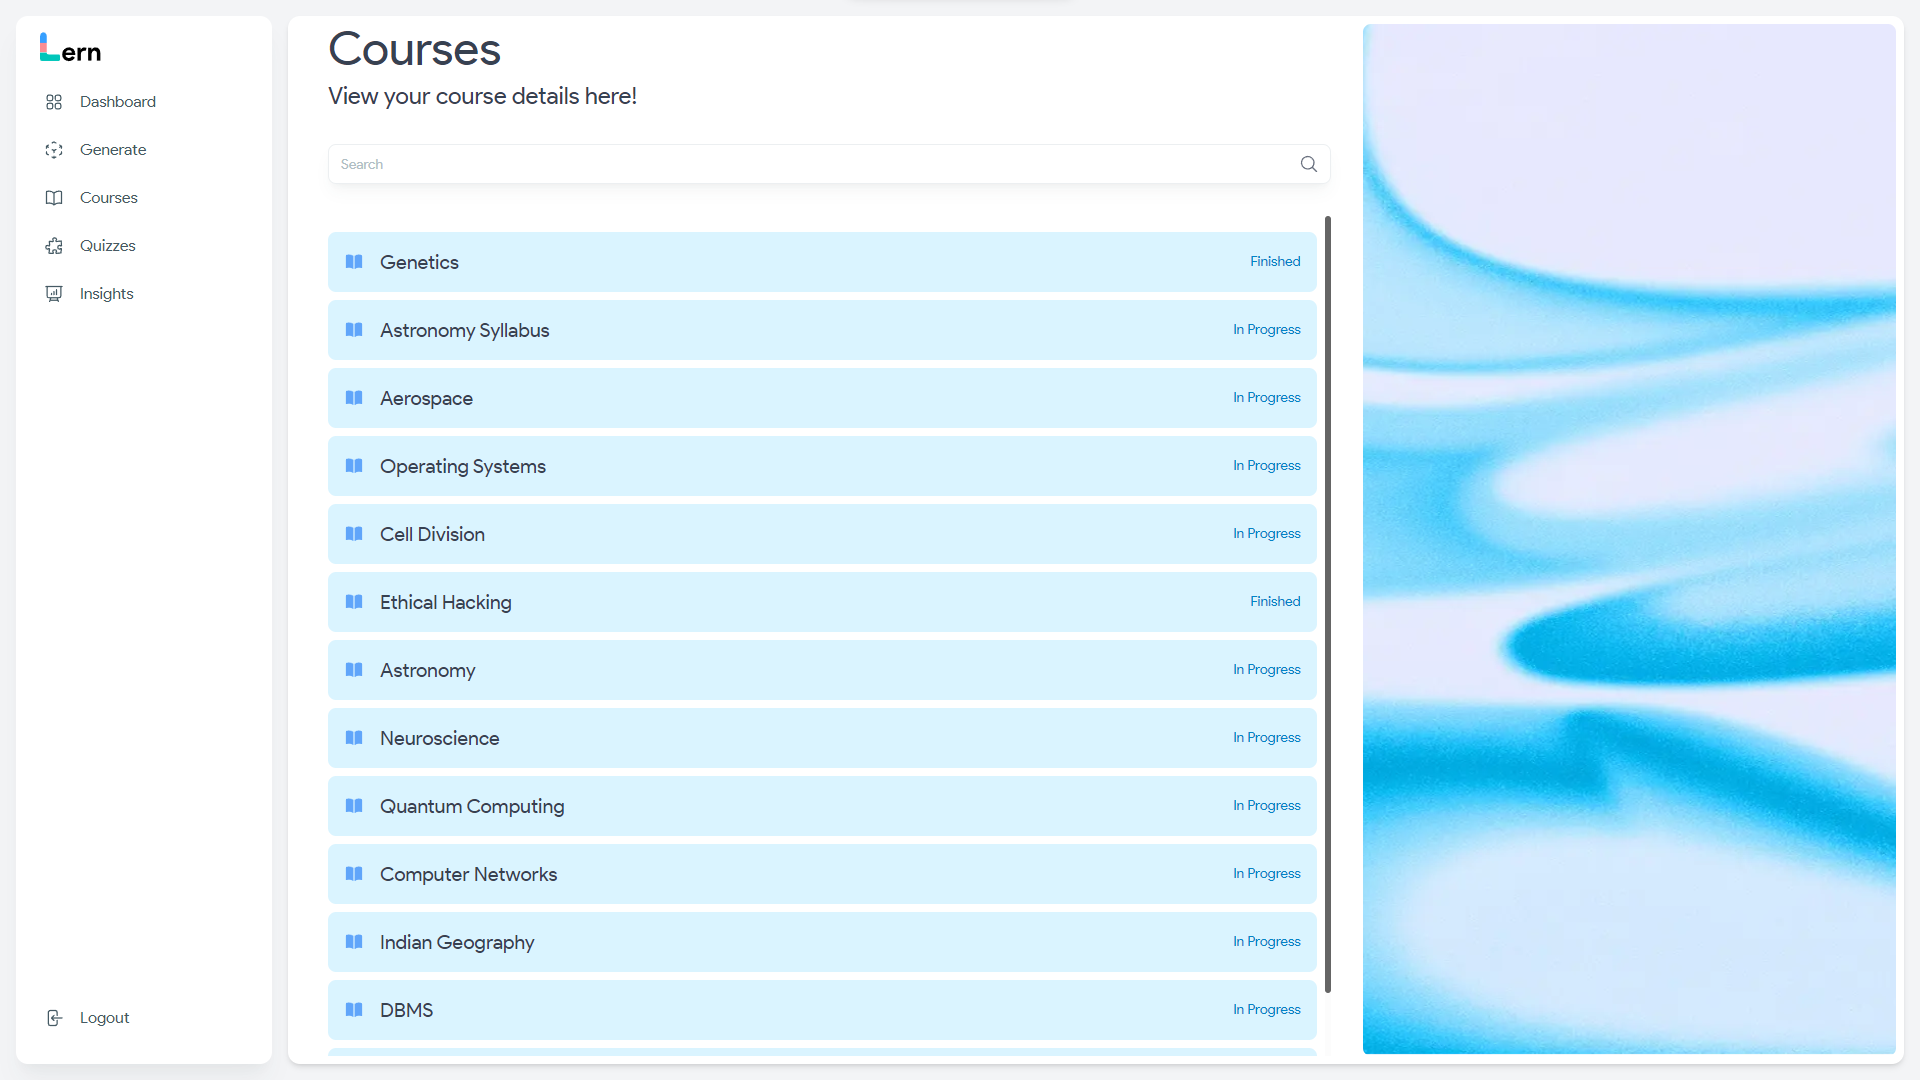 Lern
Dashboard
Generate
Courses
Quizzes
Insights
Logout
Courses
View your course details here!
Search
Genetics Finished
Astronomy Syllabus In Progress
Aerospace In Progress
Operating Systems In Progress
Cell Division In Progress
Ethical Hacking Finished
Astronomy In Progress
Neuroscience In Progress
Quantum Computing In Progress
Computer Networks In Progress
Indian Geography In Progress
DBMS In Progress